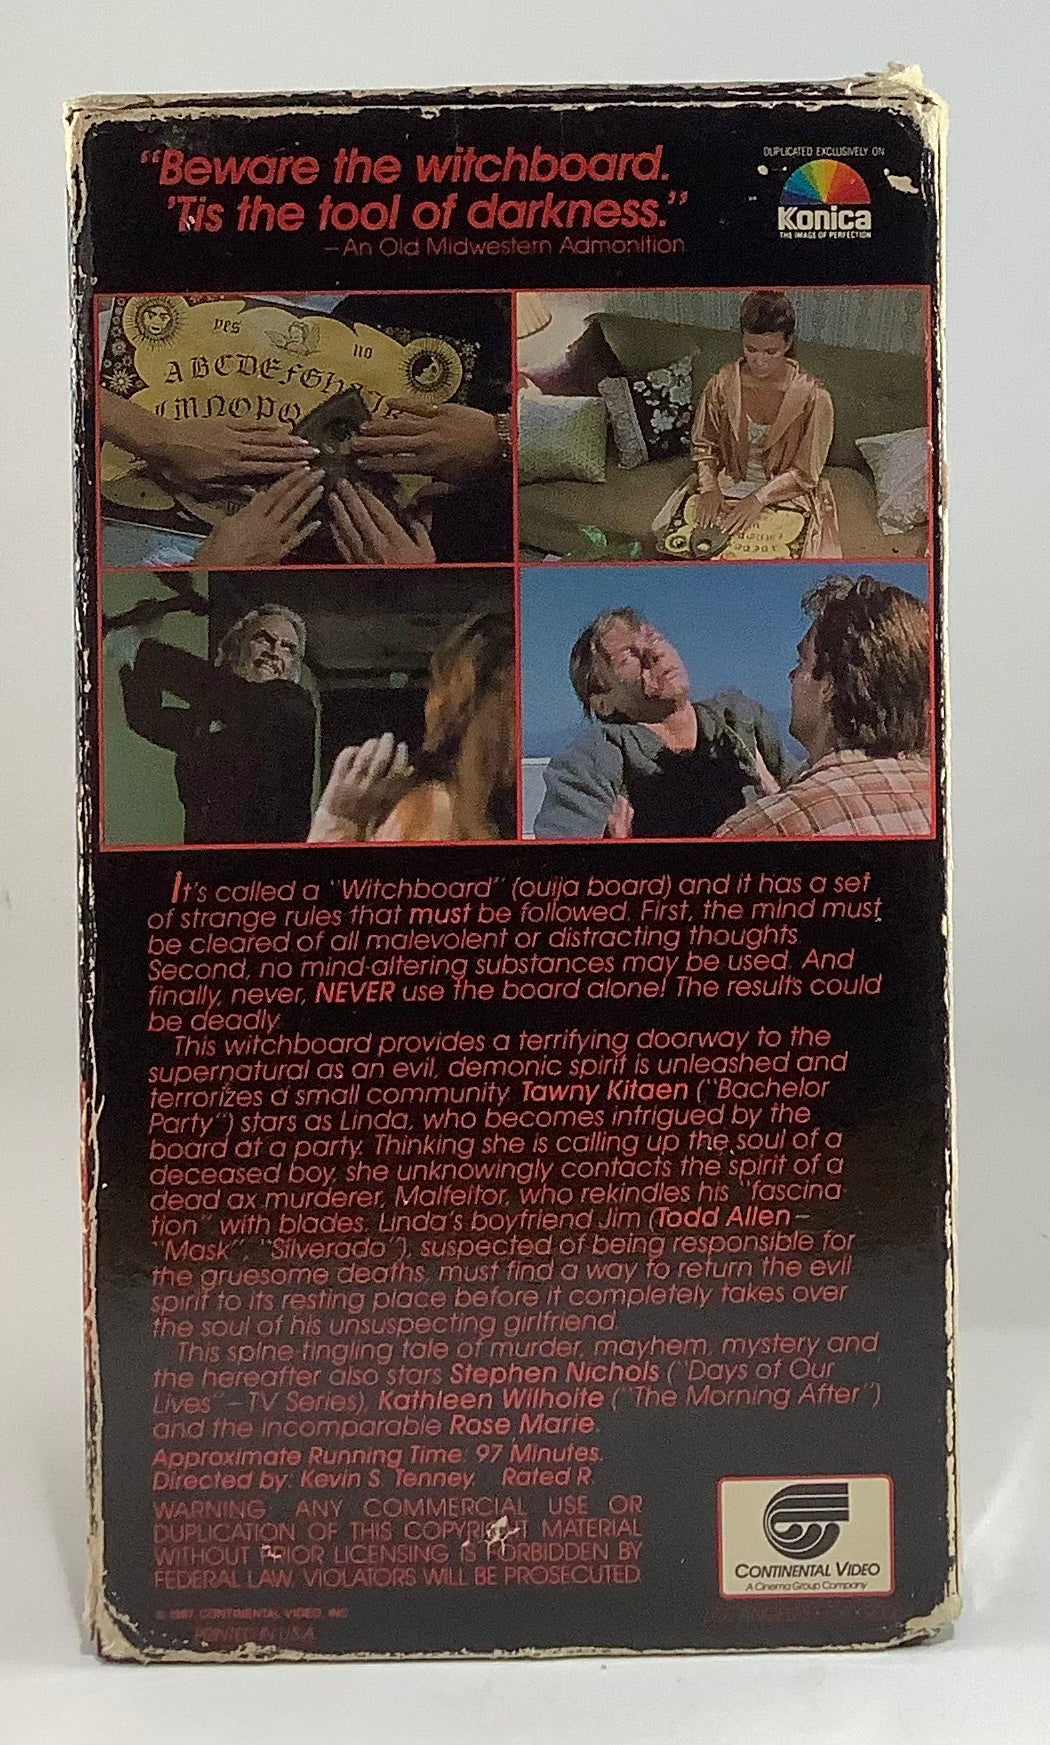 "Beware the witchboard.
'Tis the tool of darkness."
—An Old Midwestern Admonition
DUPLICATED EXCLUSIVELY ON
Konica
THE IMAGE OF PERFECTION
yes
no
ABCDEFGH
LMNOPQ
It's called a "Witchboard" (ouija board) and it has a set
of strange rules that must be followed. First, the mind must
be cleared of all malevolent or distracting thoughts.
Second, no mind-altering substances may be used. And
finally, never, NEVER use the board alone! The results could
be deadly.
This witchboard provides a terrifying doorway to the
supernatural as an evil, demonic spirit is unleashed and
terrorizes a small community. Tawny Kitaen ("Bachelor
Party") stars as Linda, who becomes intrigued by the
board at a party. Thinking she is calling up the soul of a
deceased boy, she unknowingly contacts the spirit of a
dead ax murderer, Malfeitor, who rekindles his "fascina-
tion" with blades. Linda's boyfriend Jim (Todd Allen—
"Mask", "Silverado"), suspected of being responsible for
the gruesome deaths, must find a way to return the evil
spirit to its resting place before it completely takes over
the soul of his unsuspecting girlfriend.
This spine-tingling tale of murder, mayhem, mystery and
the hereafter also stars Stephen Nichols ("Days of Our
Lives"—TV Series), Kathleen Wilhoite ("The Morning After")
and the incomparable Rose Marie.
Approximate Running Time: 97 Minutes.
Directed by: Kevin S. Tenney. Rated R
WARNING: ANY COMMERCIAL USE OR
DUPLICATION OF THIS COPYRIGHT MATERIAL
WITHOUT PRIOR LICENSING IS FORBIDDEN BY
FEDERAL LAW. VIOLATORS WILL BE PROSECUTED.
© 1987 CONTINENTAL VIDEO, INC
PRINTED IN U.S.A.
CONTINENTAL VIDEO
A Cinema Group Company